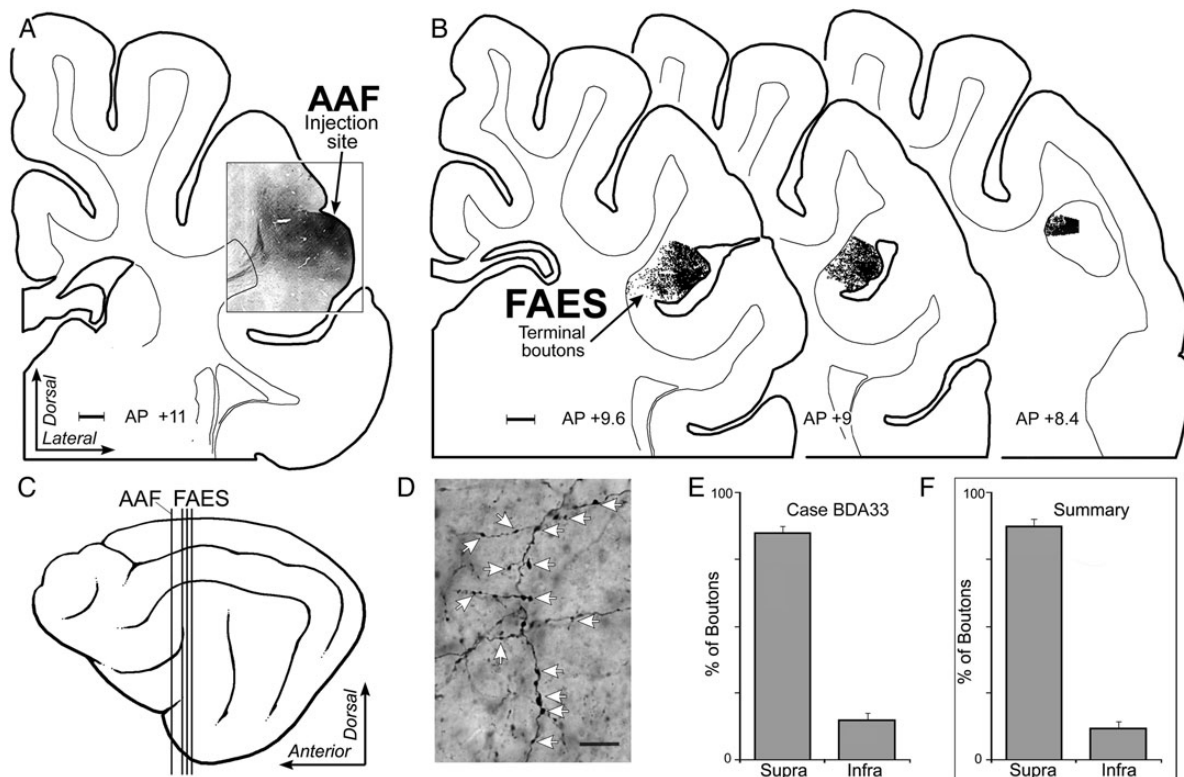 A
AAF
Injection
site
Dorsal
Lateral
AP +11
B
FAES
Terminal
boutons
AP +9.6
AP +9
AP +8.4
C
AAF FAES
Anterior
Dorsal
D
E
100
Case BDA33
% of Boutons
0
Supra Infra
F
100
Summary
% of Boutons
0
Supra Infra